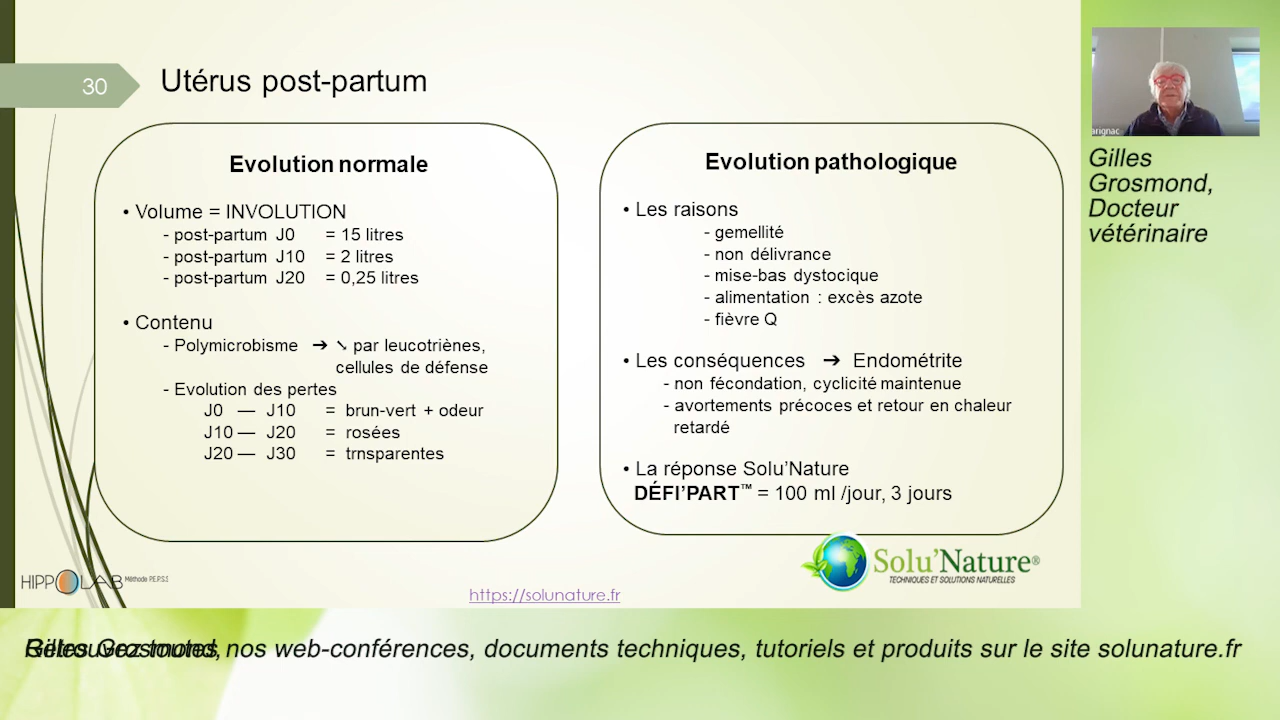 30
Utérus post-partum
Evolution normale
• Volume = INVOLUTION
- post-partum J0 = 15 litres
- post-partum J10 = 2 litres
- post-partum J20 = 0,25 litres
• Contenu
- Polymicrobisme ➔ ↘ par leucotriènes,
cellules de défense
- Evolution des pertes
J0 — J10 = brun-vert + odeur
J10 — J20 = rosées
J20 — J30 = trnsparentes
Evolution pathologique
• Les raisons
- gemellité
- non délivrance
- mise-bas dystocique
- alimentation : excès azote
- fièvre Q
• Les conséquences ➔ Endométrite
- non fécondation, cyclicité maintenue
- avortements précoces et retour en chaleur
retardé
• La réponse Solu'Nature
DÉFI'PART™ = 100 ml /jour, 3 jours
HIPPOLAB Méthode P.E.P.S.S
https://solunature.fr
Solu'Nature®
TECHNIQUES ET SOLUTIONS NATURELLES
arignac
Gilles
Grosmond,
Docteur
vétérinaire
nos web-conférences, documents techniques, tutoriels et produits sur le site solunature.fr